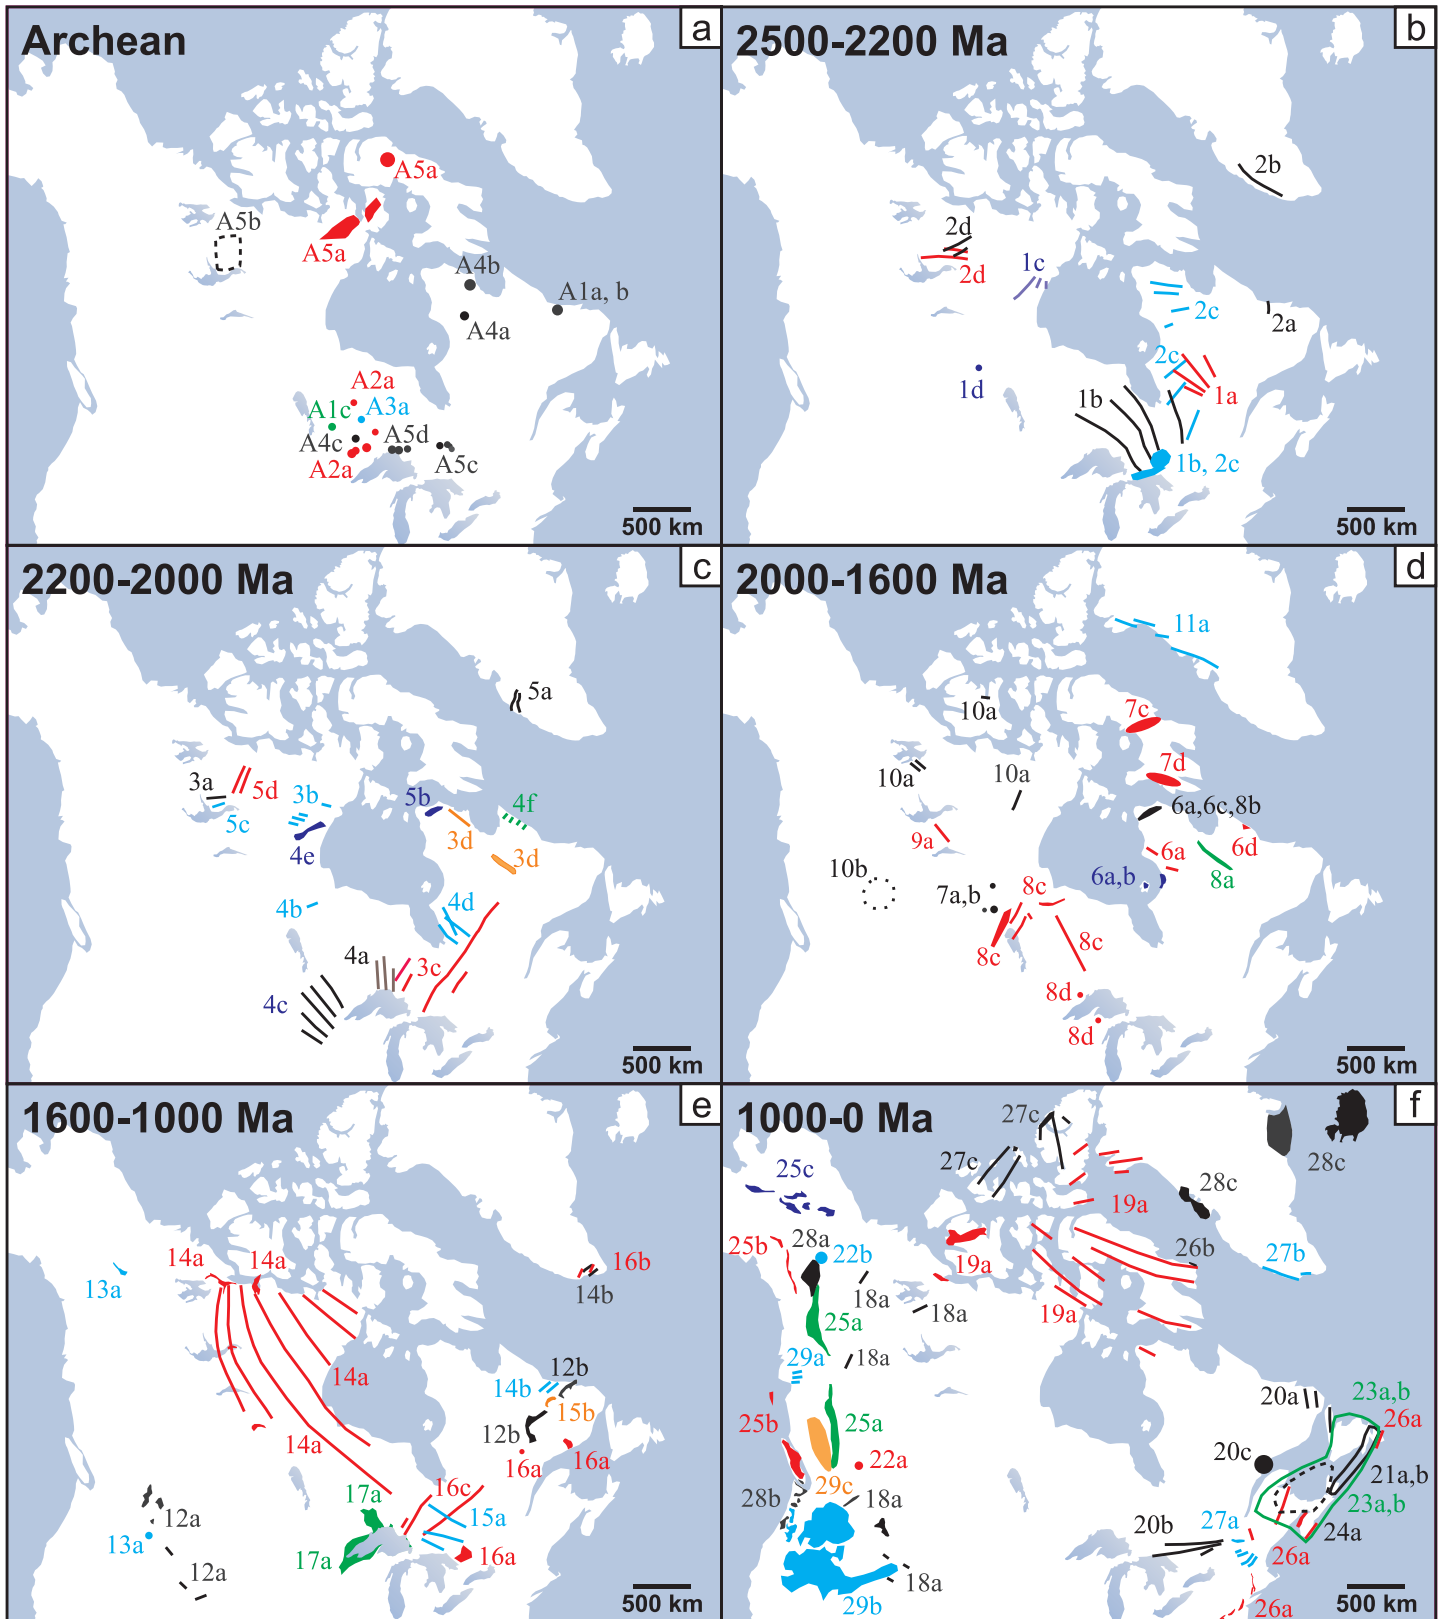 Archean
a
A5a
A5b
A5a
A4b
A1a, b
A4a
A2a
A1c
A3a
A4c
A5d
A2a
A5c
500 km
2500-2200 Ma
b
2b
2d
2d
1c
2c
2a
2c
1d
1a
1b
1b, 2c
500 km
2200-2000 Ma
c
5a
3a
5d
3b
5b
4f
5c
3d
4e
3d
4b
4d
4a
3c
4c
500 km
2000-1600 Ma
d
11a
10a
7c
10a
10a
7d
6a,6c,8b
9a
6a
6d
10b
7a,b
8c
6a,b
8a
8c
8c
8d
8d
500 km
1600-1000 Ma
e
14a
14a
16b
13a
14b
14a
12b
14b
15b
12b
14a
16a
16a
16c
17a
12a
15a
13a
17a
16a
12a
500 km
1000-0 Ma
f
27c
27c
25c
28c
28c
19a
28a
25b
22b
26b
27b
19a
18a
18a
19a
25a
29a
18a
20a
23a,b
25b
25a
26a
20c
22a
21a,b
29c
28b
18a
23a,b
27a
20b
24a
26a
18a
29b
26a
500 km